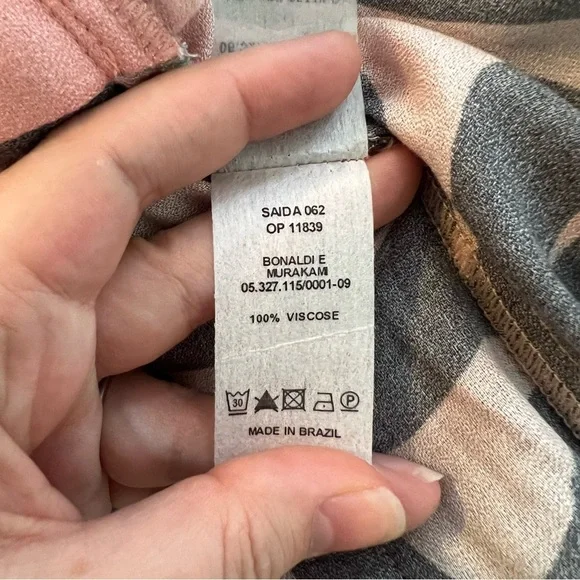 SAIDA 062
OP 11839
BONALDI E
MURAKAMI
05.327.115/0001-09
100% VISCOSE
30
P
MADE IN BRAZIL